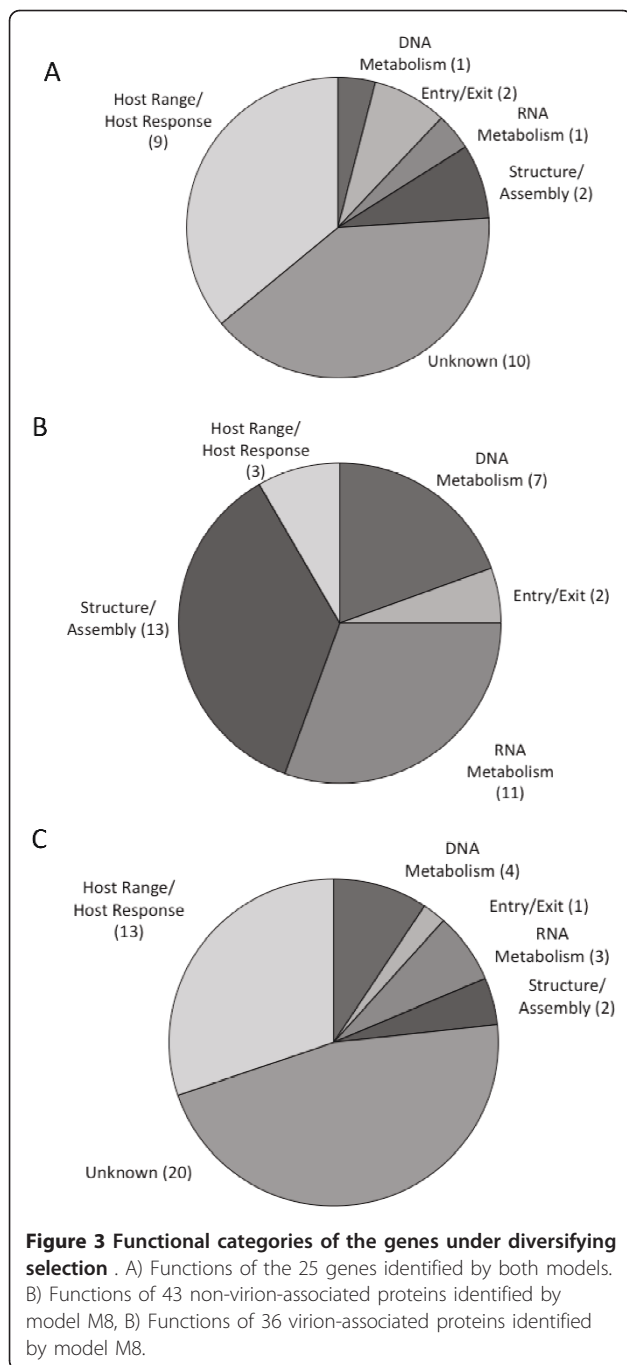 A
DNA
Metabolism (1)
Host Range/
Host Response
(9)
Entry/Exit (2)
RNA
Metabolism (1)
Structure/
Assembly (2)
Unknown (10)
B
Host Range/
Host Response
(3)
DNA
Metabolism (7)
Entry/Exit (2)
Structure/
Assembly (13)
RNA
Metabolism
(11)
C
DNA
Metabolism (4)
Host Range/
Host Response
(13)
Entry/Exit (1)
RNA
Metabolism (3)
Structure/
Assembly (2)
Unknown (20)
Figure 3 Functional categories of the genes under diversifying
selection . A) Functions of the 25 genes identified by both models.
B) Functions of 43 non-virion-associated proteins identified by
model M8, B) Functions of 36 virion-associated proteins identified
by model M8.